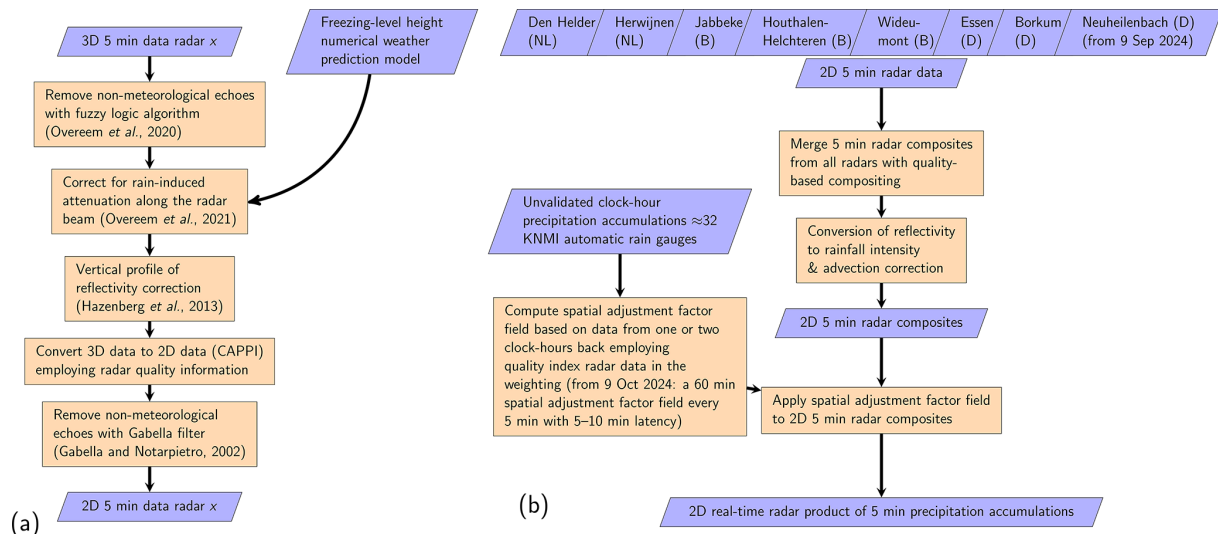 3D 5 min data radar x
Freezing-level height
numerical weather
prediction model
Remove non-meteorological echoes
with fuzzy logic algorithm
(Overeem et al., 2020)
Correct for rain-induced
attenuation along the radar
beam (Overeem et al., 2021)
Vertical profile of
reflectivity correction
(Hazenberg et al., 2013)
Convert 3D data to 2D data (CAPPI)
employing radar quality information
Remove non-meteorological
echoes with Gabella filter
(Gabella and Notarpietro, 2002)
2D 5 min data radar x
(a)
Den Helder
(NL)
Herwijnen
(NL)
Jabbeke
(B)
Houthalen-
Helchteren (B)
Wideu-
mont (B)
Essen
(D)
Borkum
(D)
Neuheilenbach (D)
(from 9 Sep 2024)
2D 5 min radar data
Merge 5 min radar composites
from all radars with quality-
based compositing
Unvalidated clock-hour
precipitation accumulations ≈32
KNMI automatic rain gauges
Conversion of reflectivity
to rainfall intensity
& advection correction
Compute spatial adjustment factor
field based on data from one or two
clock-hours back employing
quality index radar data in the
weighting (from 9 Oct 2024: a 60 min
spatial adjustment factor field every
5 min with 5–10 min latency)
2D 5 min radar composites
Apply spatial adjustment factor field
to 2D 5 min radar composites
2D real-time radar product of 5 min precipitation accumulations
(b)